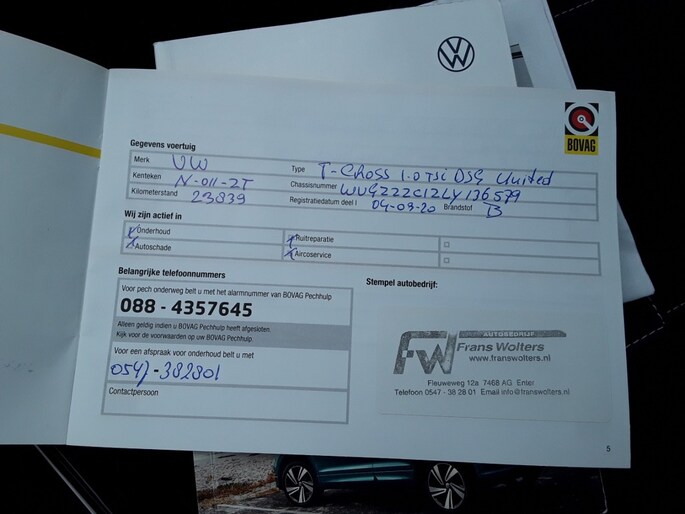 BOVAG
Gegevens voertuig
Merk VW Type T-CROSS 1.0 TSI DSG United
Kenteken N-011-ZT Chassisnummer WVGZZZC1ZLY136579
Kilometerstand 23839 Registratiedatum deel I 04-09-20 Brandstof B
Wij zijn actief in
Onderhoud Ruitreparatie
Autoschade Aircoservice
Belangrijke telefoonnummers
Voor pech onderweg belt u met het alarmnummer van BOVAG Pechhulp
088 - 4357645
Alleen geldig indien u BOVAG Pechhulp heeft afgesloten.
Kijk voor de voorwaarden op uw BOVAG Pechhulp.
Voor een afspraak voor onderhoud belt u met
0547-382801
Contactpersoon
Stempel autobedrijf:
AUTOBEDRIJF
FW Frans Wolters
www.franswolters.nl
Fleuweweg 12a 7468 AG Enter
Telefoon 0547 - 38 28 01 Email info@franswolters.nl
5